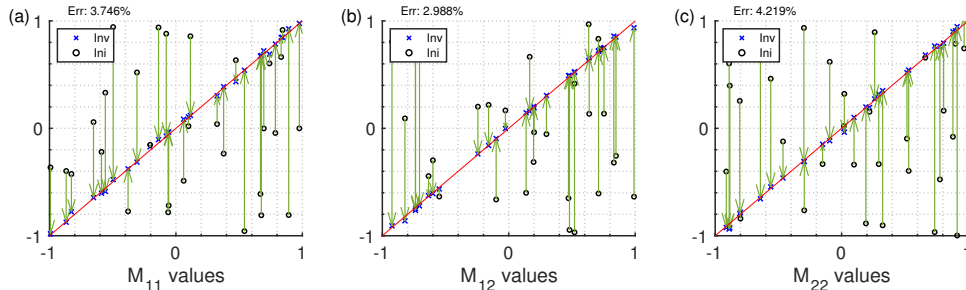 (a) Err: 3.746%
1
Inv
Ini
0
-1
-1 0 1
M11 values
(b) Err: 2.988%
1
Inv
Ini
0
-1
-1 0 1
M12 values
(c) Err: 4.219%
1
Inv
Ini
0
-1
-1 0
M22 values